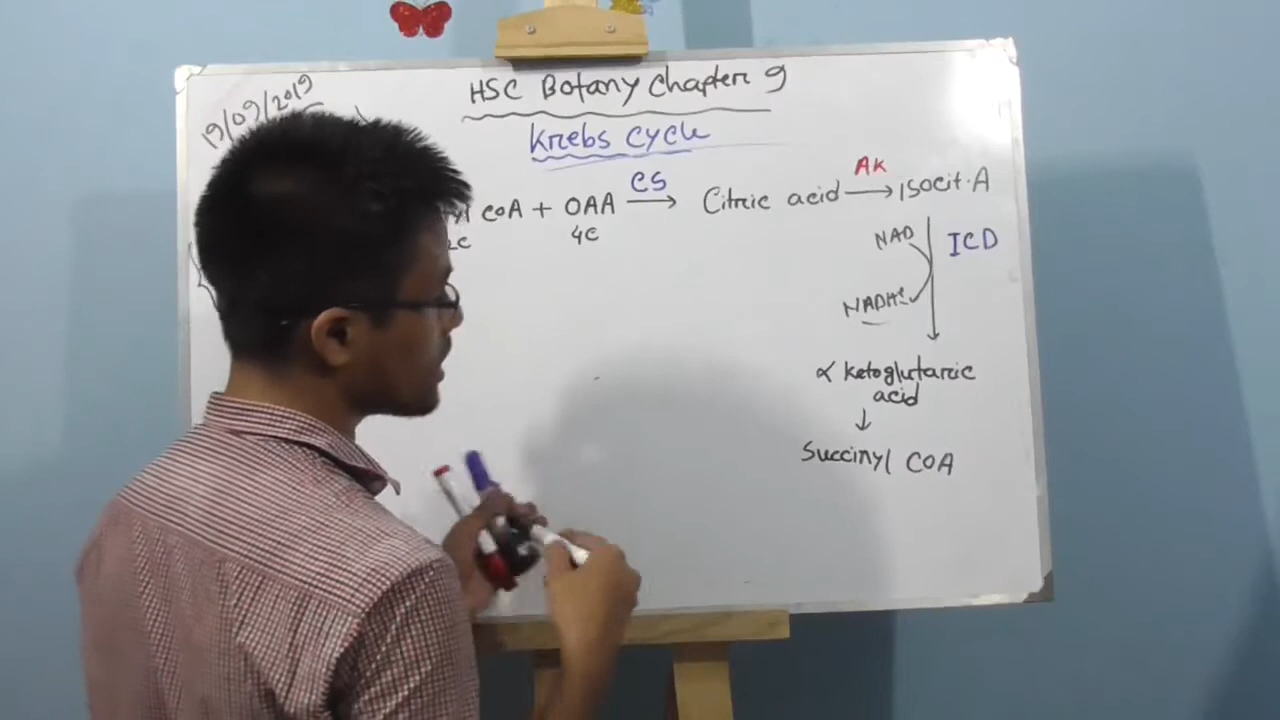 19/09/2019
HSC Botany Chapter 9
Krebs cycle
CoA + OAA CS → Citric acid AK → Isocit.A
2C 4C
NAD ICD
NADH₂
α ketoglutaric
acid
↓
Succinyl COA